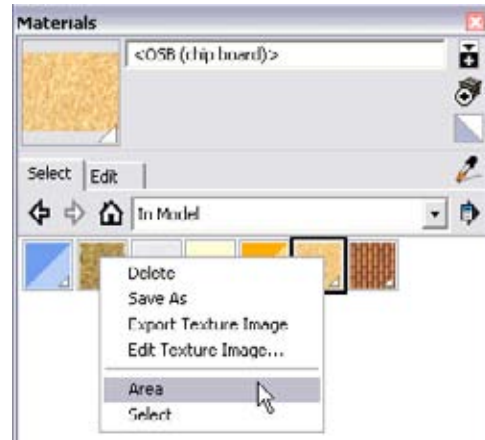 Materials
<OSB (chip board)>
Select Edit
In Model
Delete
Save As
Export Texture Image
Edit Texture Image...
Area
Select